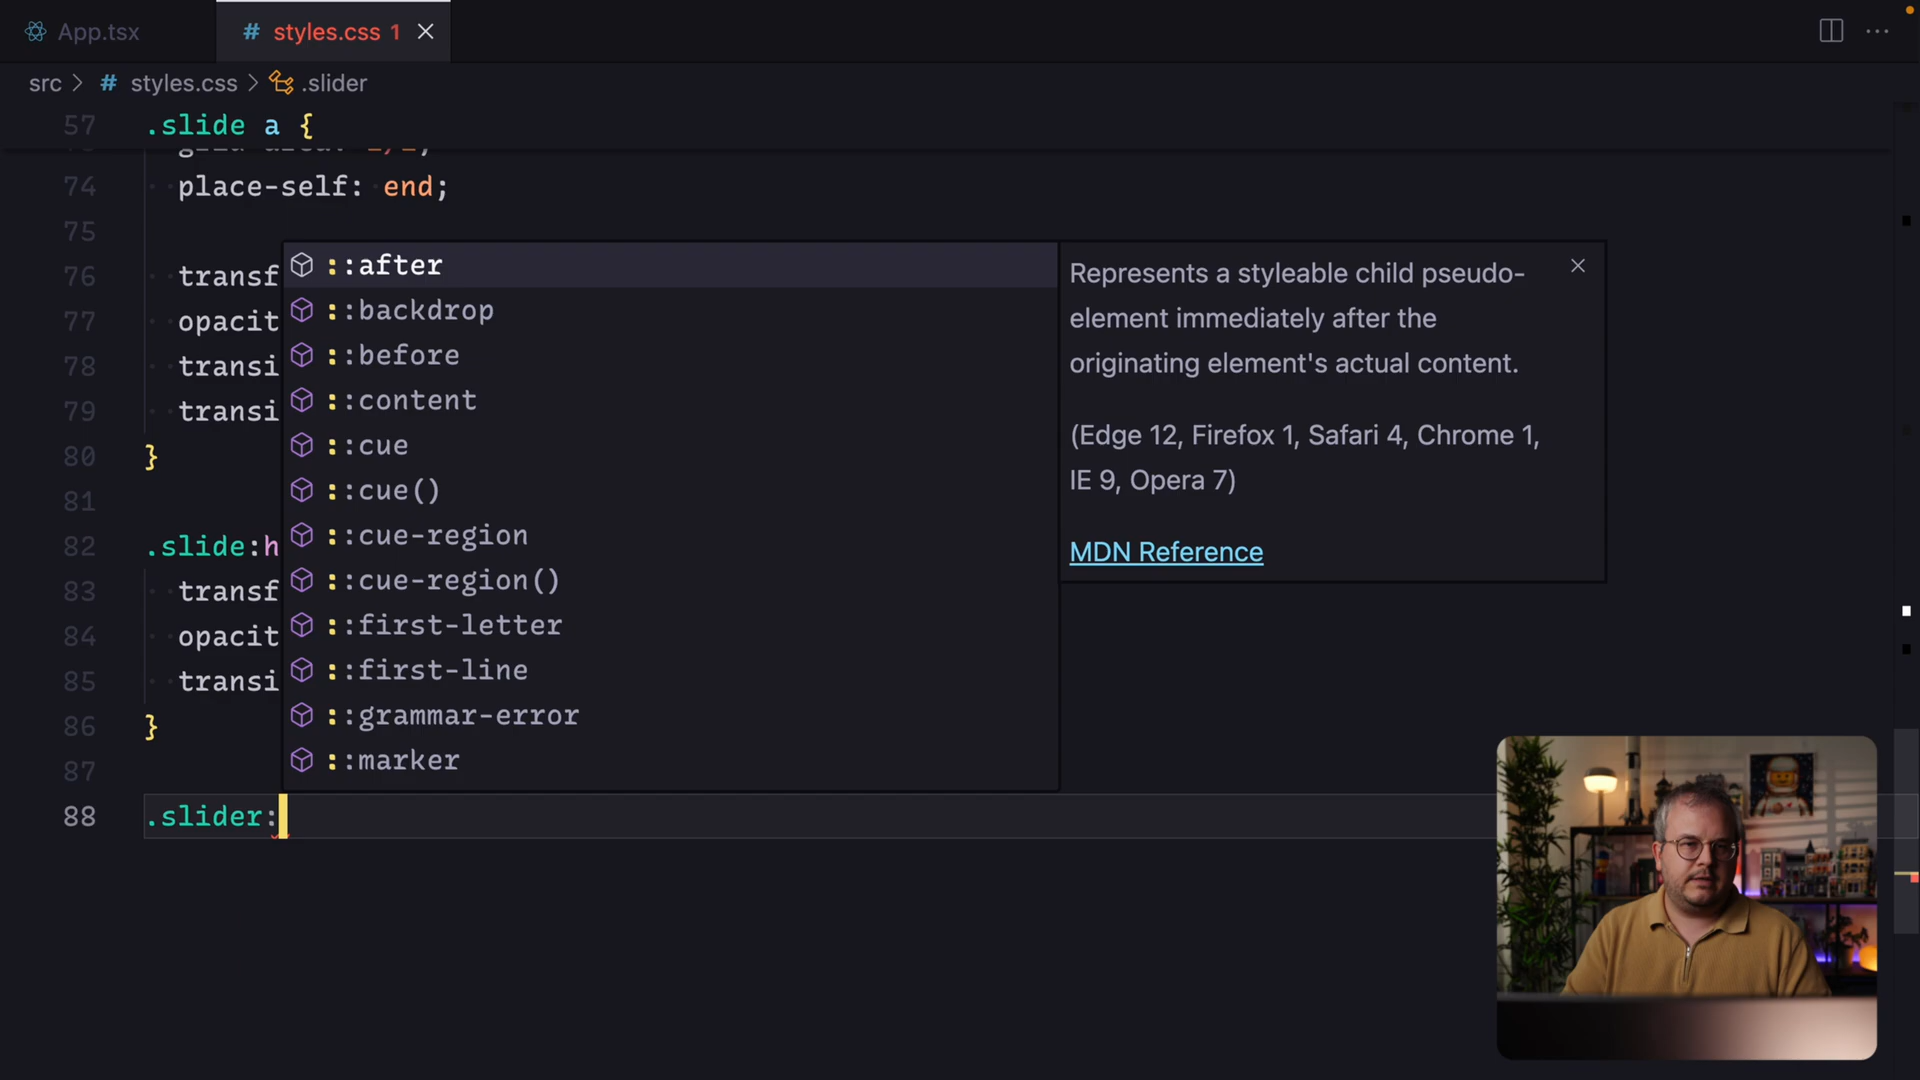 App.tsx
# styles.css 1
src > # styles.css > .slider
57 .slide a {
74 place-self: end;
75
76 transf
77 opacit
78 transi
79 transi
80 }
81
82 .slide:h
83 transf
84 opacit
85 transi
86 }
87
88 .slider:
::after
::backdrop
::before
::content
::cue
::cue()
::cue-region
::cue-region()
::first-letter
::first-line
::grammar-error
::marker
Represents a styleable child pseudo-
element immediately after the
originating element's actual content.
(Edge 12, Firefox 1, Safari 4, Chrome 1,
IE 9, Opera 7)
MDN Reference